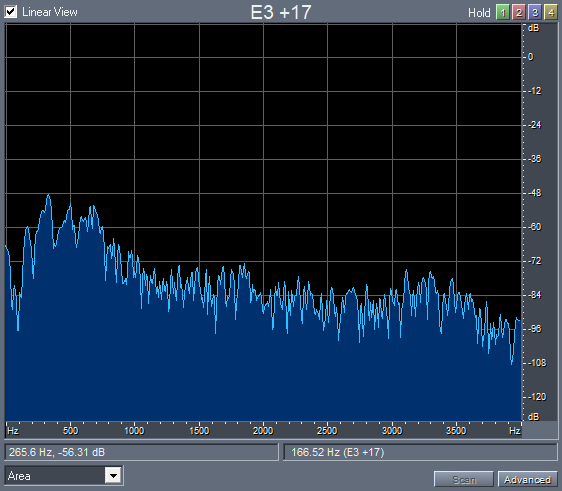 Linear View E3 +17 Hold 1 2 3 4
dB
0
-12
-24
-36
-48
-60
-72
-84
-96
-108
-120
dB
Hz 500 1000 1500 2000 2500 3000 3500 Hz
265.6 Hz, -56.31 dB 166.52 Hz (E3 +17)
Area Scan Advanced